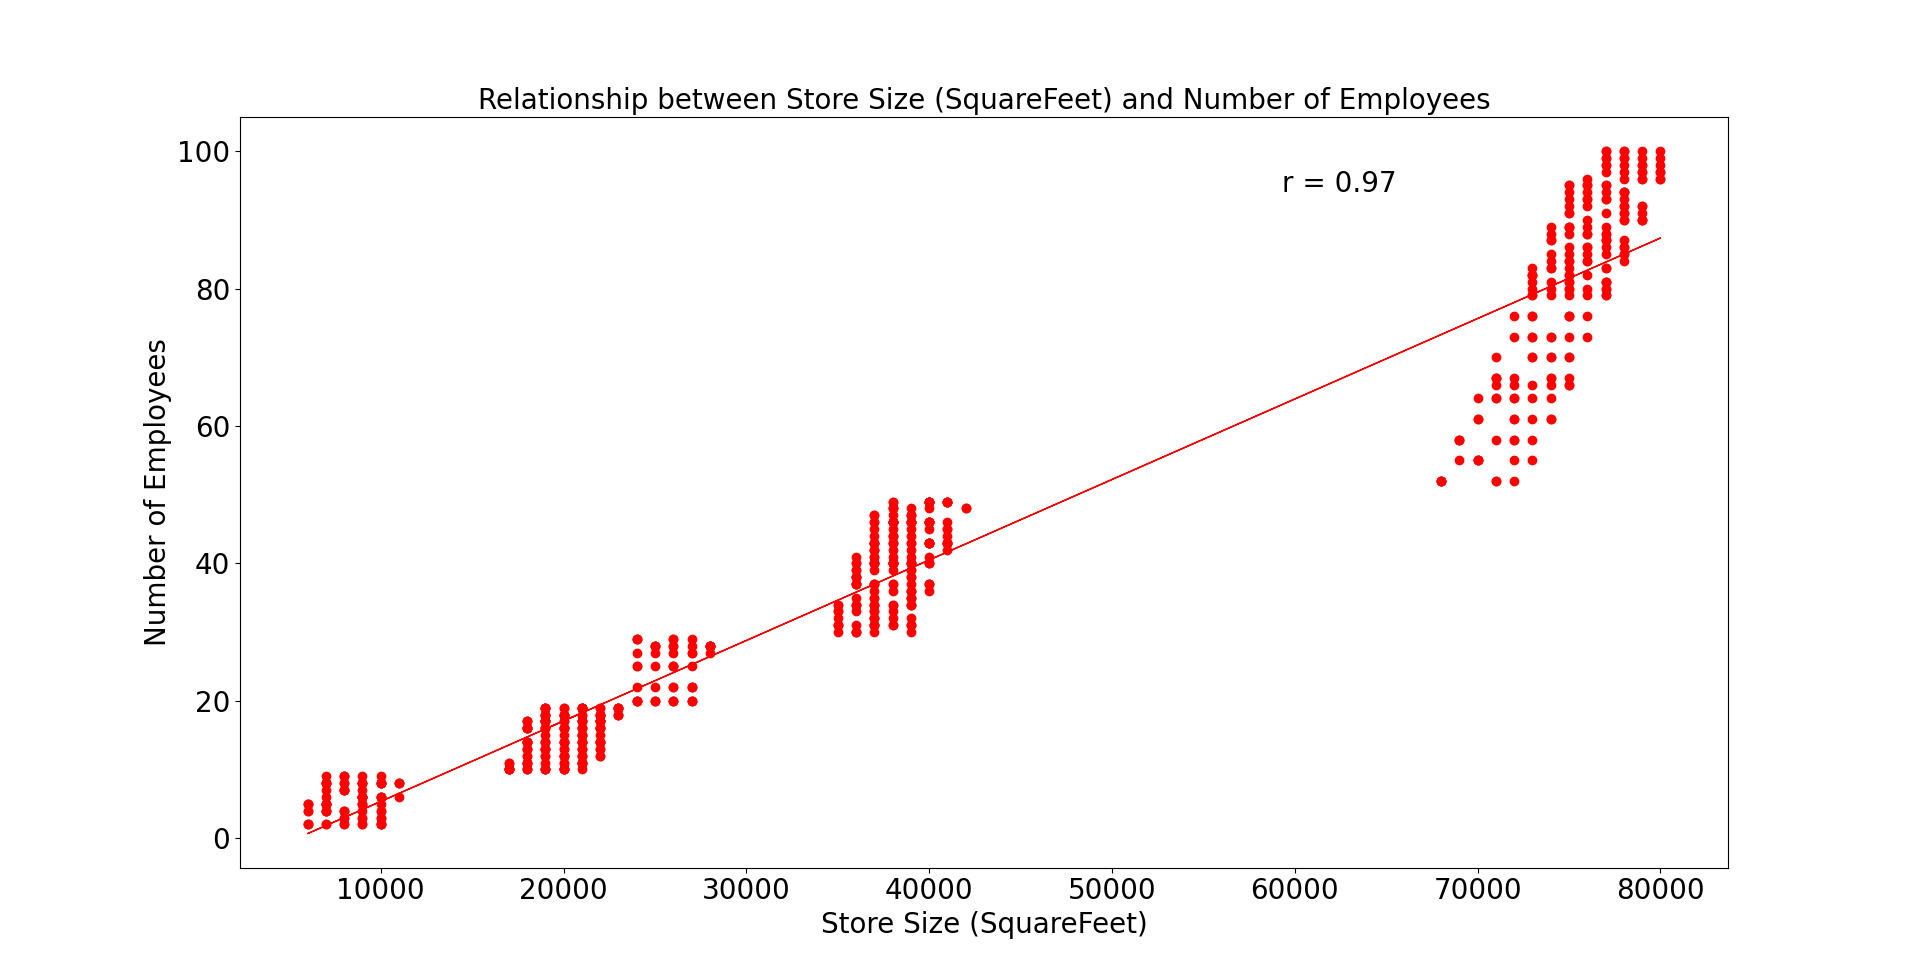 Relationship between Store Size (SquareFeet) and Number of Employees
r = 0.97
Number of Employees
100
80
60
40
20
0
10000 20000 30000 40000 50000 60000 70000 80000
Store Size (SquareFeet)